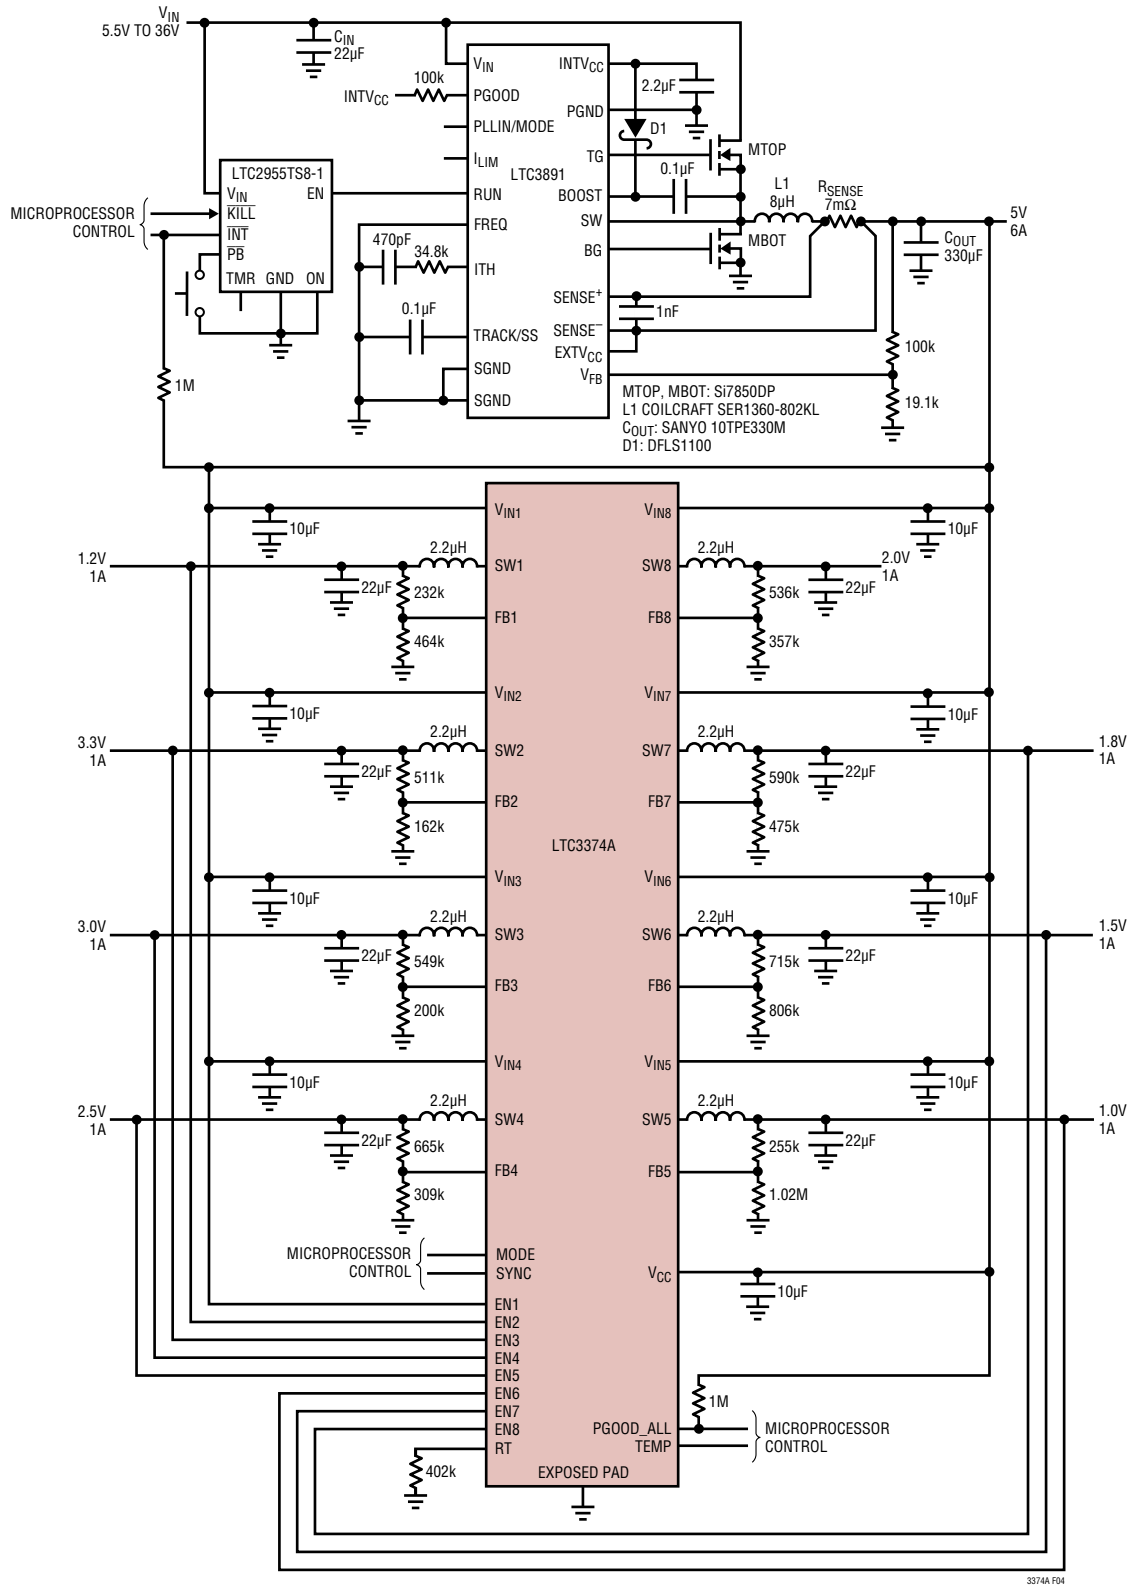 VIN
5.5V TO 36V
CIN
22µF
INTVCC
100k
VIN
PGOOD
PLLIN/MODE
ILIM
RUN
FREQ
ITH
TRACK/SS
SGND
SGND
LTC3891
INTVCC
PGND
TG
BOOST
SW
BG
SENSE+
SENSE–
EXTVCC
VFB
2.2µF
D1
MTOP
0.1µF
L1
8µH
RSENSE
7mΩ
5V
6A
MBOT
COUT
330µF
1nF
100k
19.1k
LTC2955TS8-1
VIN
EN
KILL
INT
PB
TMR
GND
ON
MICROPROCESSOR
CONTROL
470pF
34.8k
0.1µF
1M
MTOP, MBOT: Si7850DP
L1 COILCRAFT SER1360-802KL
COUT: SANYO 10TPE330M
D1: DFLS1100
VIN1
VIN8
10µF
10µF
1.2V
1A
2.2µH
SW1
SW8
2.2µH
2.0V
1A
22µF
232k
536k
22µF
FB1
FB8
464k
357k
VIN2
VIN7
10µF
10µF
3.3V
1A
2.2µH
SW2
SW7
2.2µH
1.8V
1A
22µF
511k
590k
22µF
FB2
FB7
162k
475k
LTC3374A
VIN3
VIN6
10µF
10µF
3.0V
1A
2.2µH
SW3
SW6
2.2µH
1.5V
1A
22µF
549k
715k
22µF
FB3
FB6
200k
806k
VIN4
VIN5
10µF
10µF
2.5V
1A
2.2µH
SW4
SW5
2.2µH
1.0V
1A
22µF
665k
255k
22µF
FB4
FB5
309k
1.02M
MICROPROCESSOR
CONTROL
MODE
SYNC
VCC
10µF
EN1
EN2
EN3
EN4
EN5
EN6
EN7
EN8
RT
402k
1M
PGOOD_ALL
TEMP
MICROPROCESSOR
CONTROL
EXPOSED PAD
3374A F04